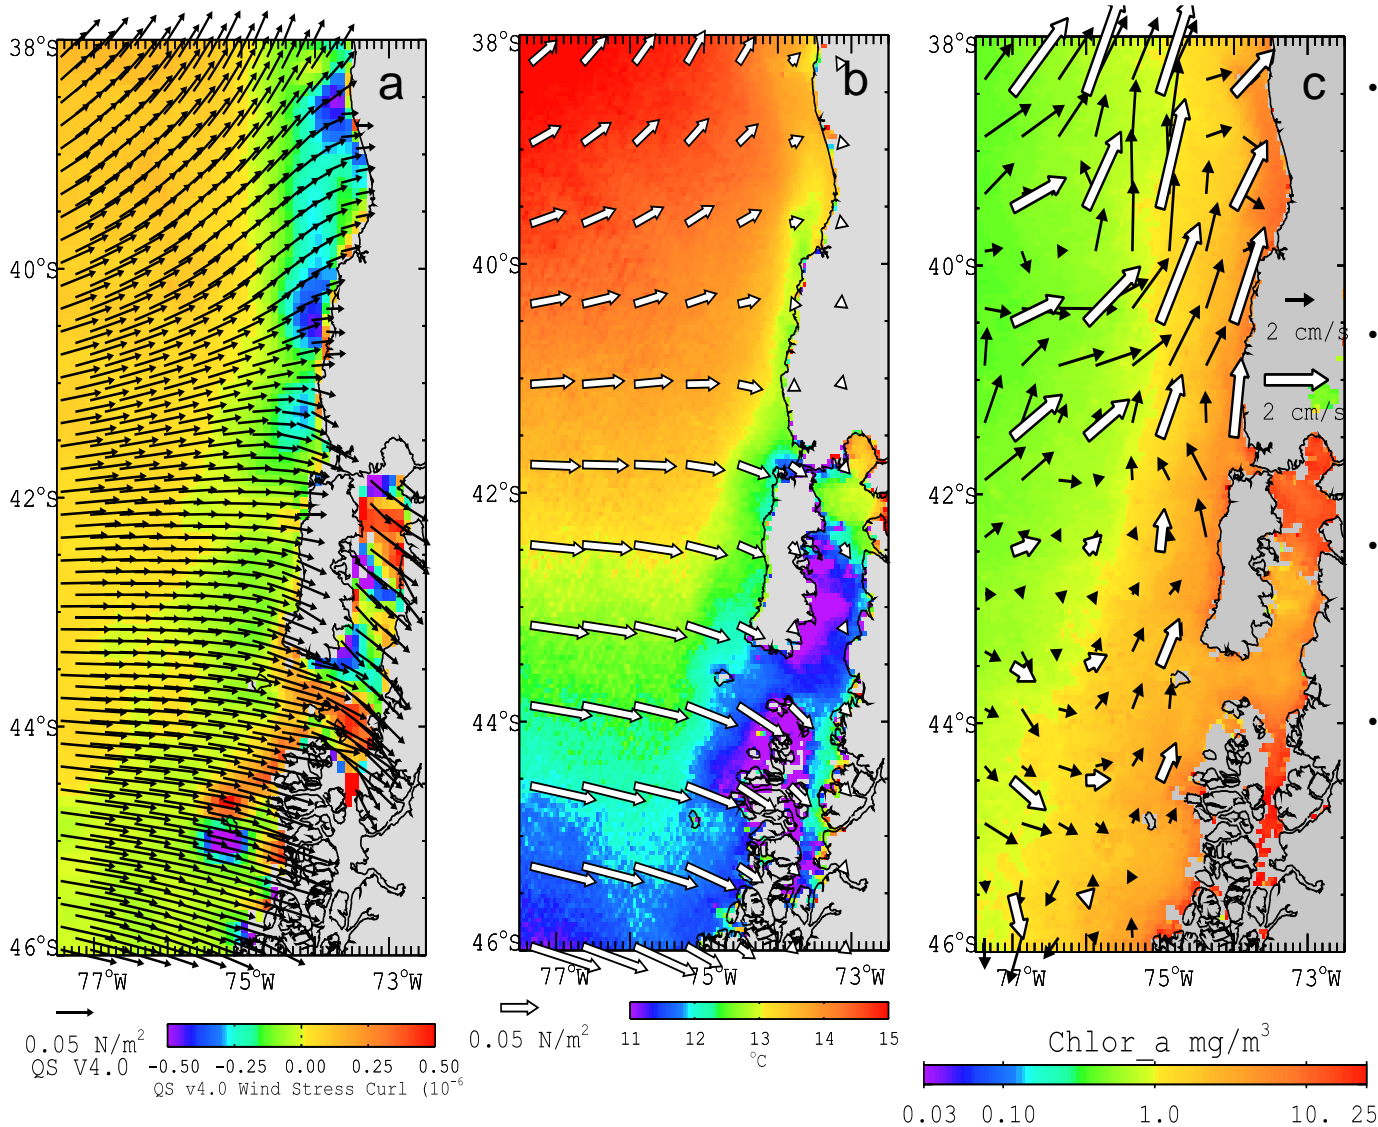 a
38°S
40°S
42°S
44°S
46°S
77°W
75°W
73°W
0.05 N/m²
QS V4.0
-0.50
-0.25
0.00
0.25
0.50
QS v4.0 Wind Stress Curl (10⁻⁶
b
38°S
40°S
42°S
44°S
46°S
77°W
75°W
73°W
0.05 N/m²
11
12
13
14
15
°C
c
38°S
40°S
42°S
44°S
46°S
2 cm/s
2 cm/s
77°W
75°W
73°W
Chlor_a mg/m³
0.03
0.10
1.0
10.
25